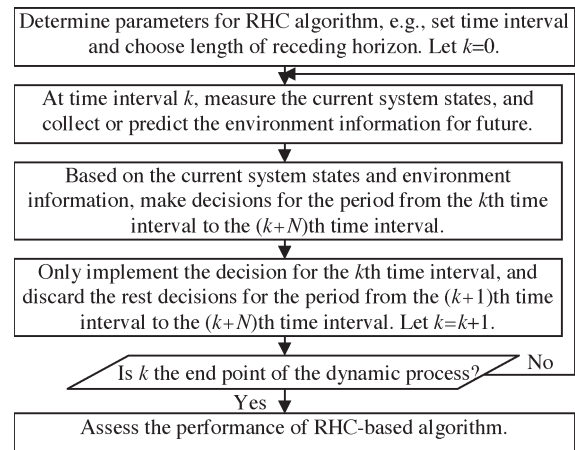 Determine parameters for RHC algorithm, e.g., set time interval
and choose length of receding horizon. Let k=0.
At time interval k, measure the current system states, and
collect or predict the environment information for future.
Based on the current system states and environment
information, make decisions for the period from the kth time
interval to the (k+N)th time interval.
Only implement the decision for the kth time interval, and
discard the rest decisions for the period from the (k+1)th time
interval to the (k+N)th time interval. Let k=k+1.
Is k the end point of the dynamic process?
No
Yes
Assess the performance of RHC-based algorithm.